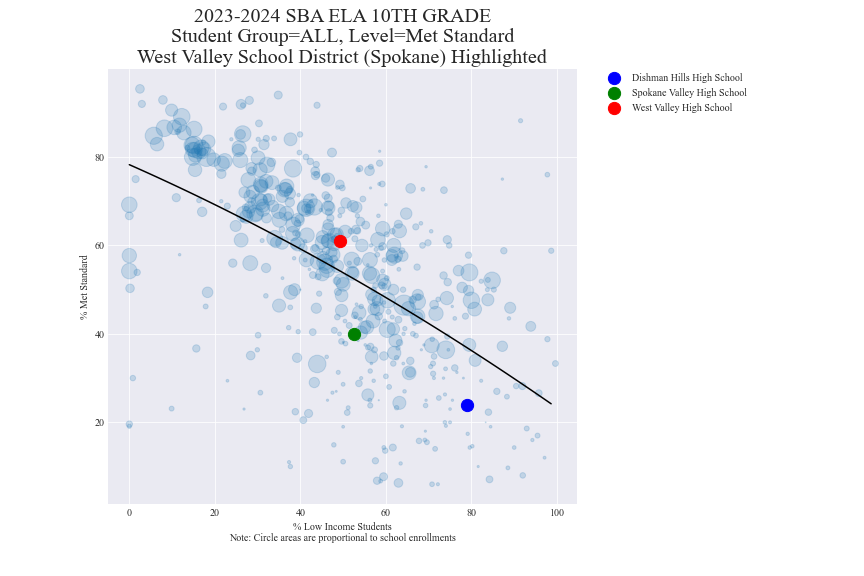 2023-2024 SBA ELA 10TH GRADE
Student Group=ALL, Level=Met Standard
West Valley School District (Spokane) Highlighted
Dishman Hills High School
Spokane Valley High School
West Valley High School
% Met Standard
80
60
40
20
0 20 40 60 80 100
% Low Income Students
Note: Circle areas are proportional to school enrollments